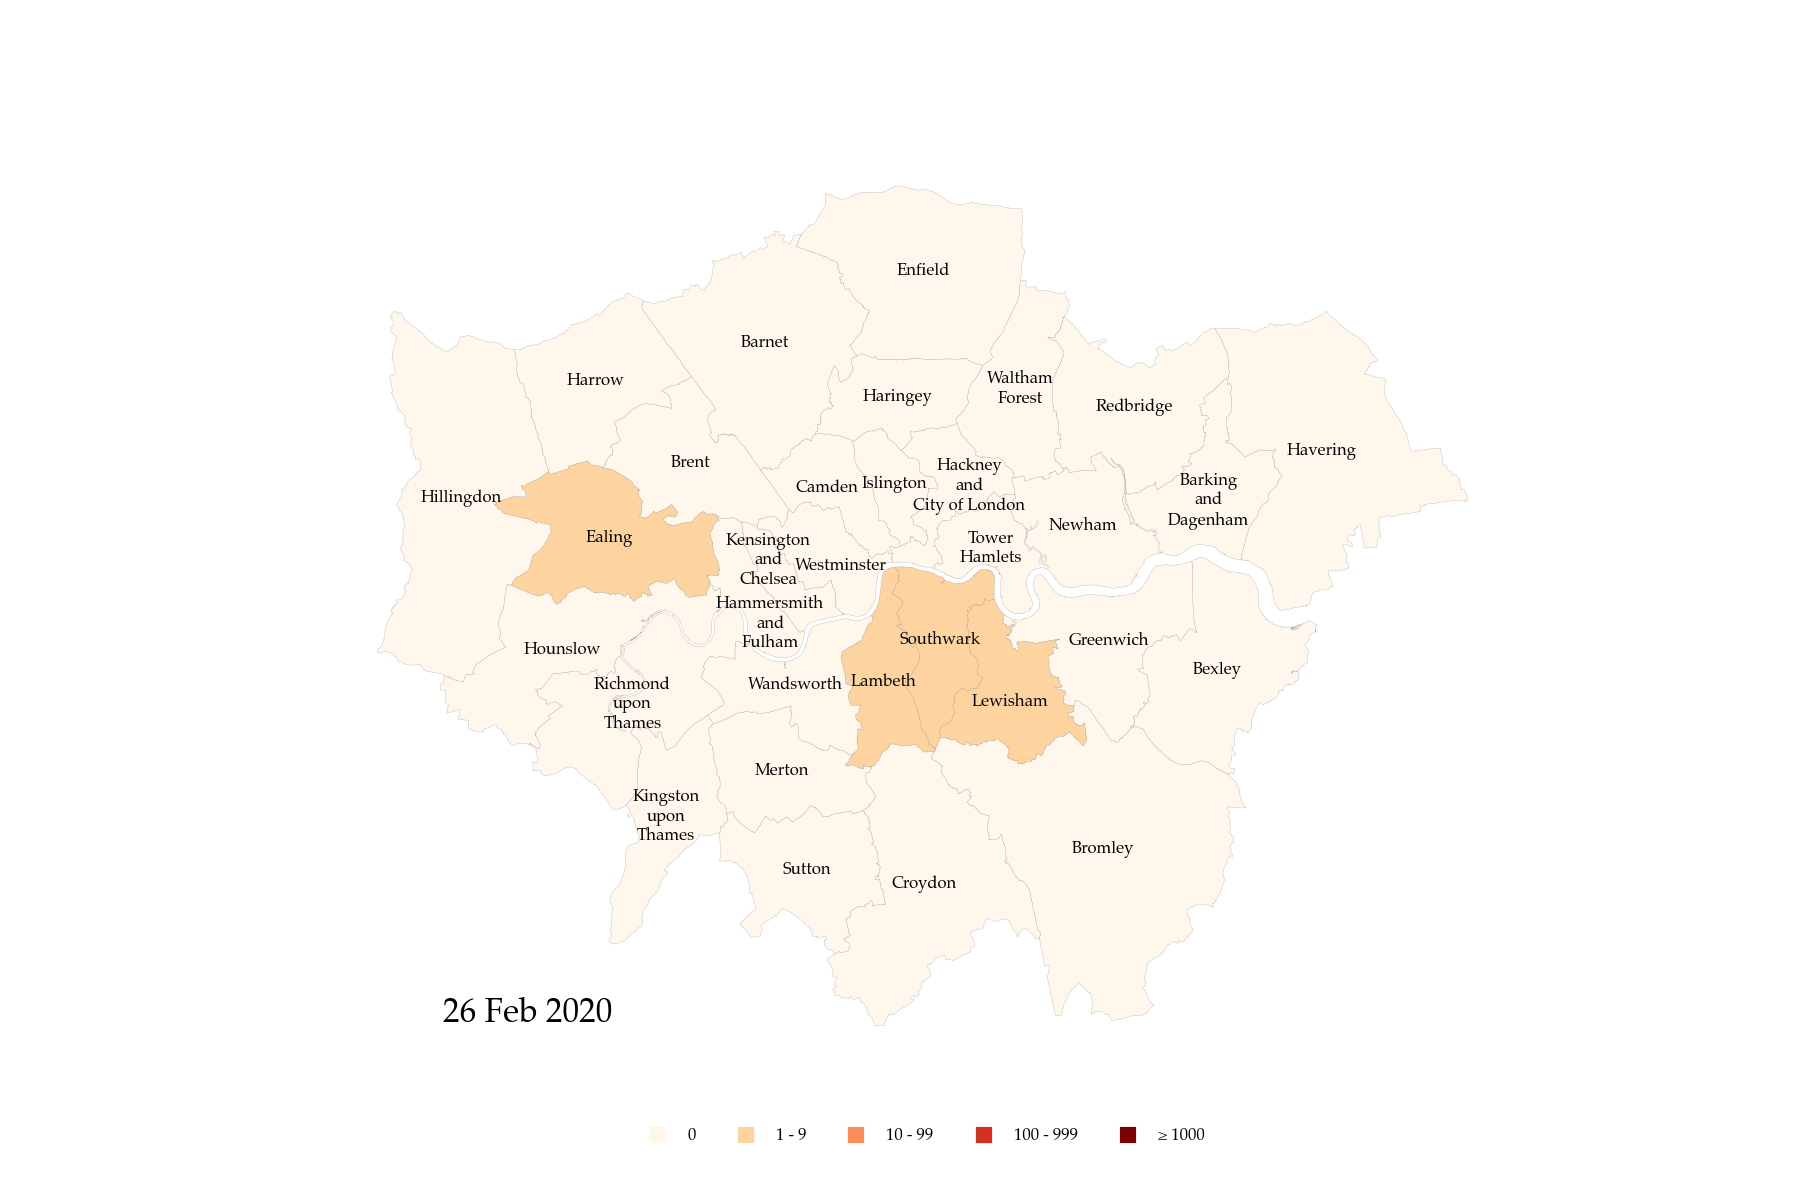 Enfield
Barnet
Harrow
Haringey
Waltham
Forest
Redbridge
Havering
Brent
Hillingdon
Camden
Islington
Hackney
and
City of London
Barking
and
Dagenham
Newham
Ealing
Kensington
and
Chelsea
Westminster
Tower
Hamlets
Hammersmith
and
Fulham
Hounslow
Southwark
Greenwich
Bexley
Richmond
upon
Thames
Wandsworth
Lambeth
Lewisham
Merton
Kingston
upon
Thames
Sutton
Croydon
Bromley
26 Feb 2020
0
1 - 9
10 - 99
100 - 999
≥ 1000